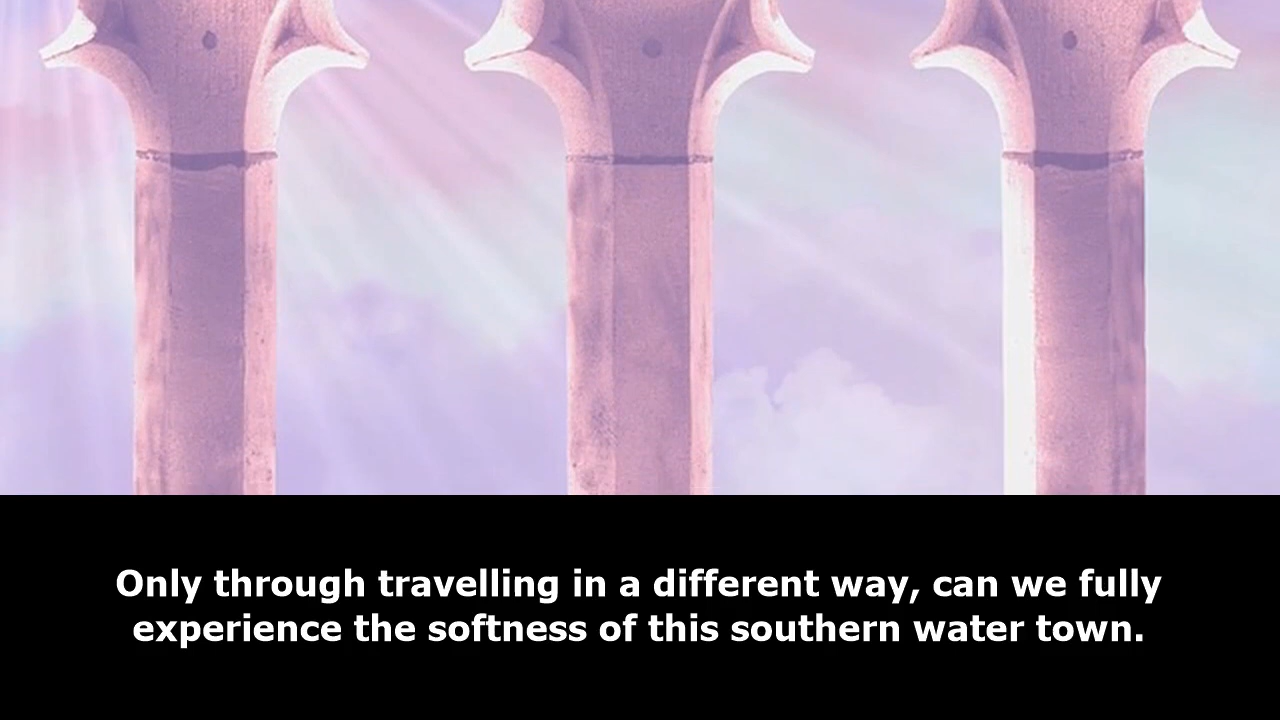 Only through travelling in a different way, can we fully
experience the softness of this southern water town.